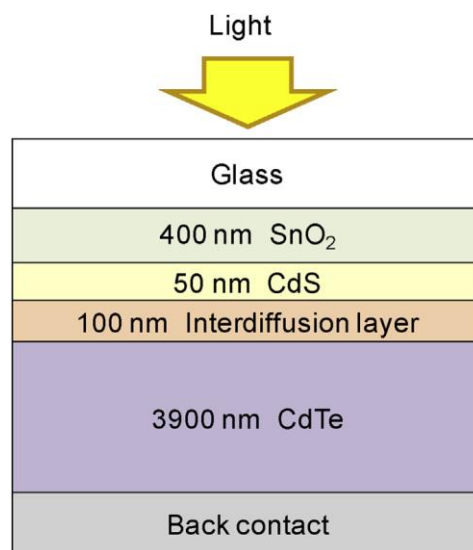 Light
Glass
400 nm SnO₂
50 nm CdS
100 nm Interdiffusion layer
3900 nm CdTe
Back contact